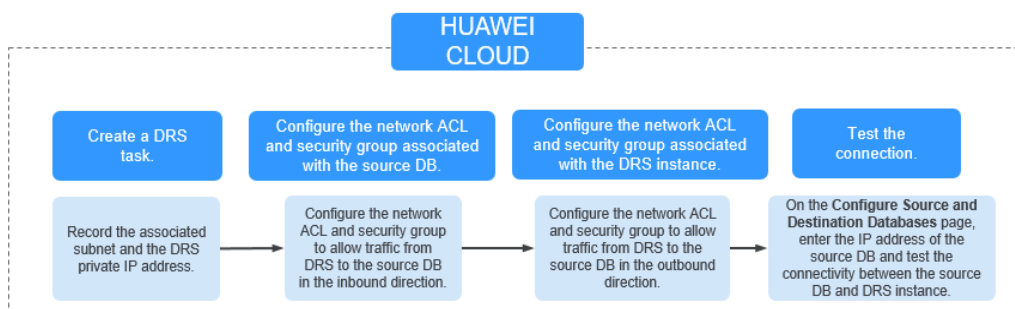 HUAWEI
CLOUD
Create a DRS
task.
Configure the network ACL
and security group associated
with the source DB.
Configure the network ACL
and security group associated
with the DRS instance.
Test the
connection.
Record the associated
subnet and the DRS
private IP address.
Configure the network
ACL and security group
to allow traffic from
DRS to the source DB
in the inbound direction.
Configure the network ACL
and security group to allow
traffic from DRS to the
source DB in the outbound
direction.
On the Configure Source and
Destination Databases page,
enter the IP address of the
source DB and test the
connectivity between the source
DB and DRS instance.